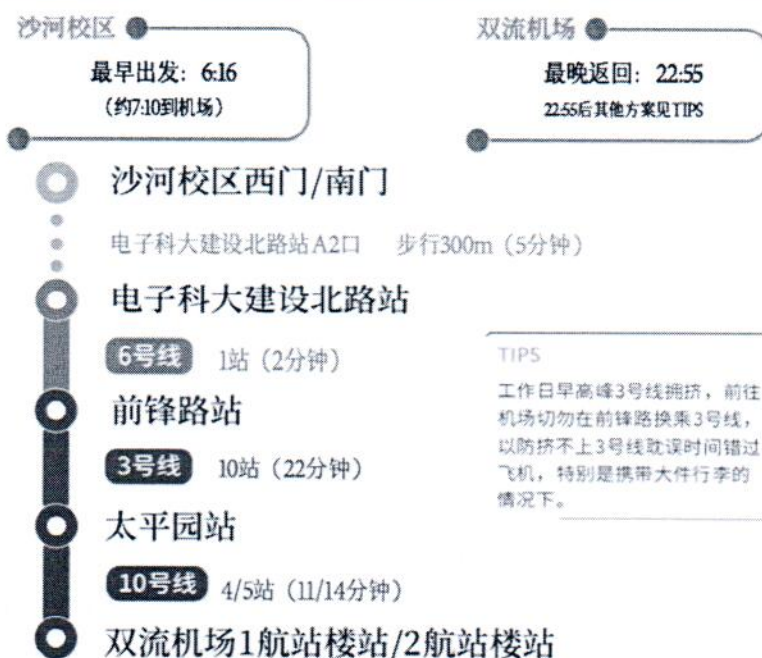 沙河校区
双流机场
最早出发：6:16
（约7:10到机场）
最晚返回：22:55
22:55后其他方案见TIPS
沙河校区西门/南门
电子科大建设北路站A2口 步行300m（5分钟）
电子科大建设北路站
6号线 1站（2分钟）
前锋路站
3号线 10站（22分钟）
太平园站
10号线 4/5站（11/14分钟）
双流机场1航站楼站/2航站楼站
TIPS
工作日早高峰3号线拥挤，前往
机场切勿在前锋路换乘3号线，
以防挤不上3号线耽误时间错过
飞机，特别是携带大件行李的
情况下。